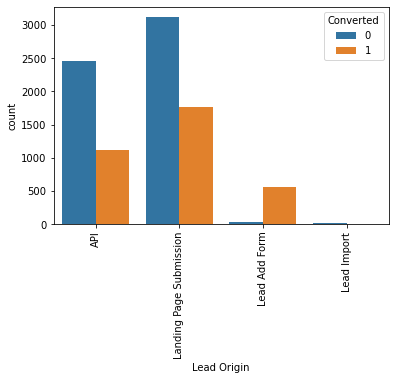 Converted
0
1
3000
2500
2000
1500
1000
500
0
count
API
Landing Page Submission
Lead Add Form
Lead Import
Lead Origin